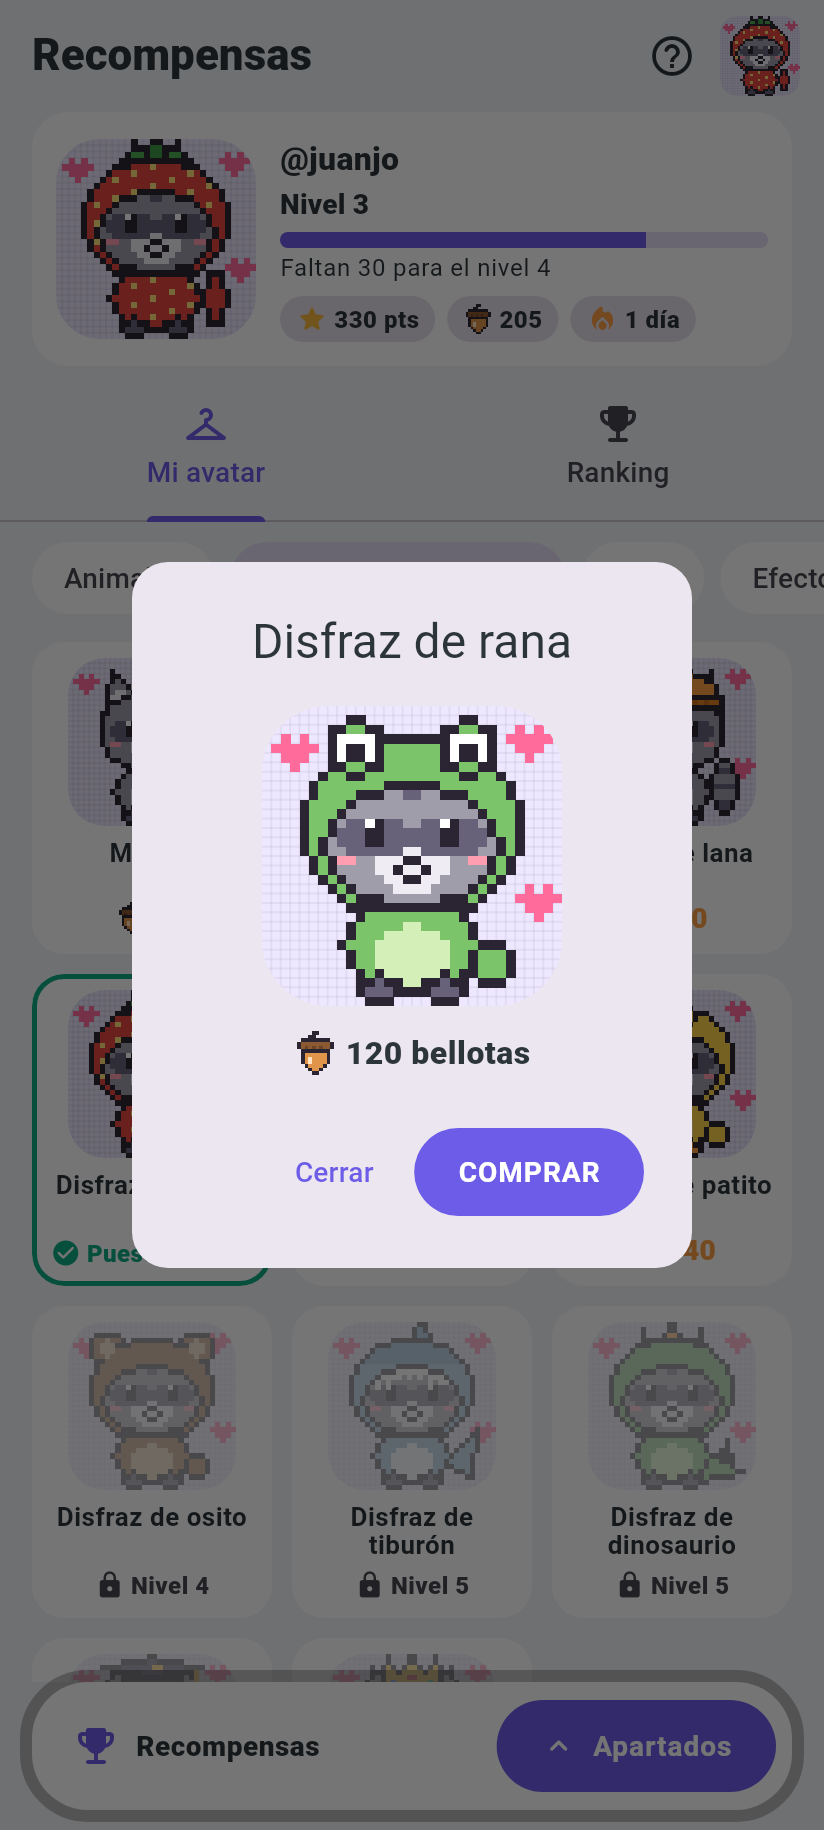 Recompensas
@juanjo
Nivel 3
Faltan 30 para el nivel 4
330 pts
205
1 día
Mi avatar
Ranking
Disfraz de rana
120 bellotas
Cerrar
COMPRAR
lana
patito
40
Disfraz de osito
Disfraz de
tiburón
Disfraz de
dinosaurio
Nivel 4
Nivel 5
Nivel 5
Recompensas
Apartados